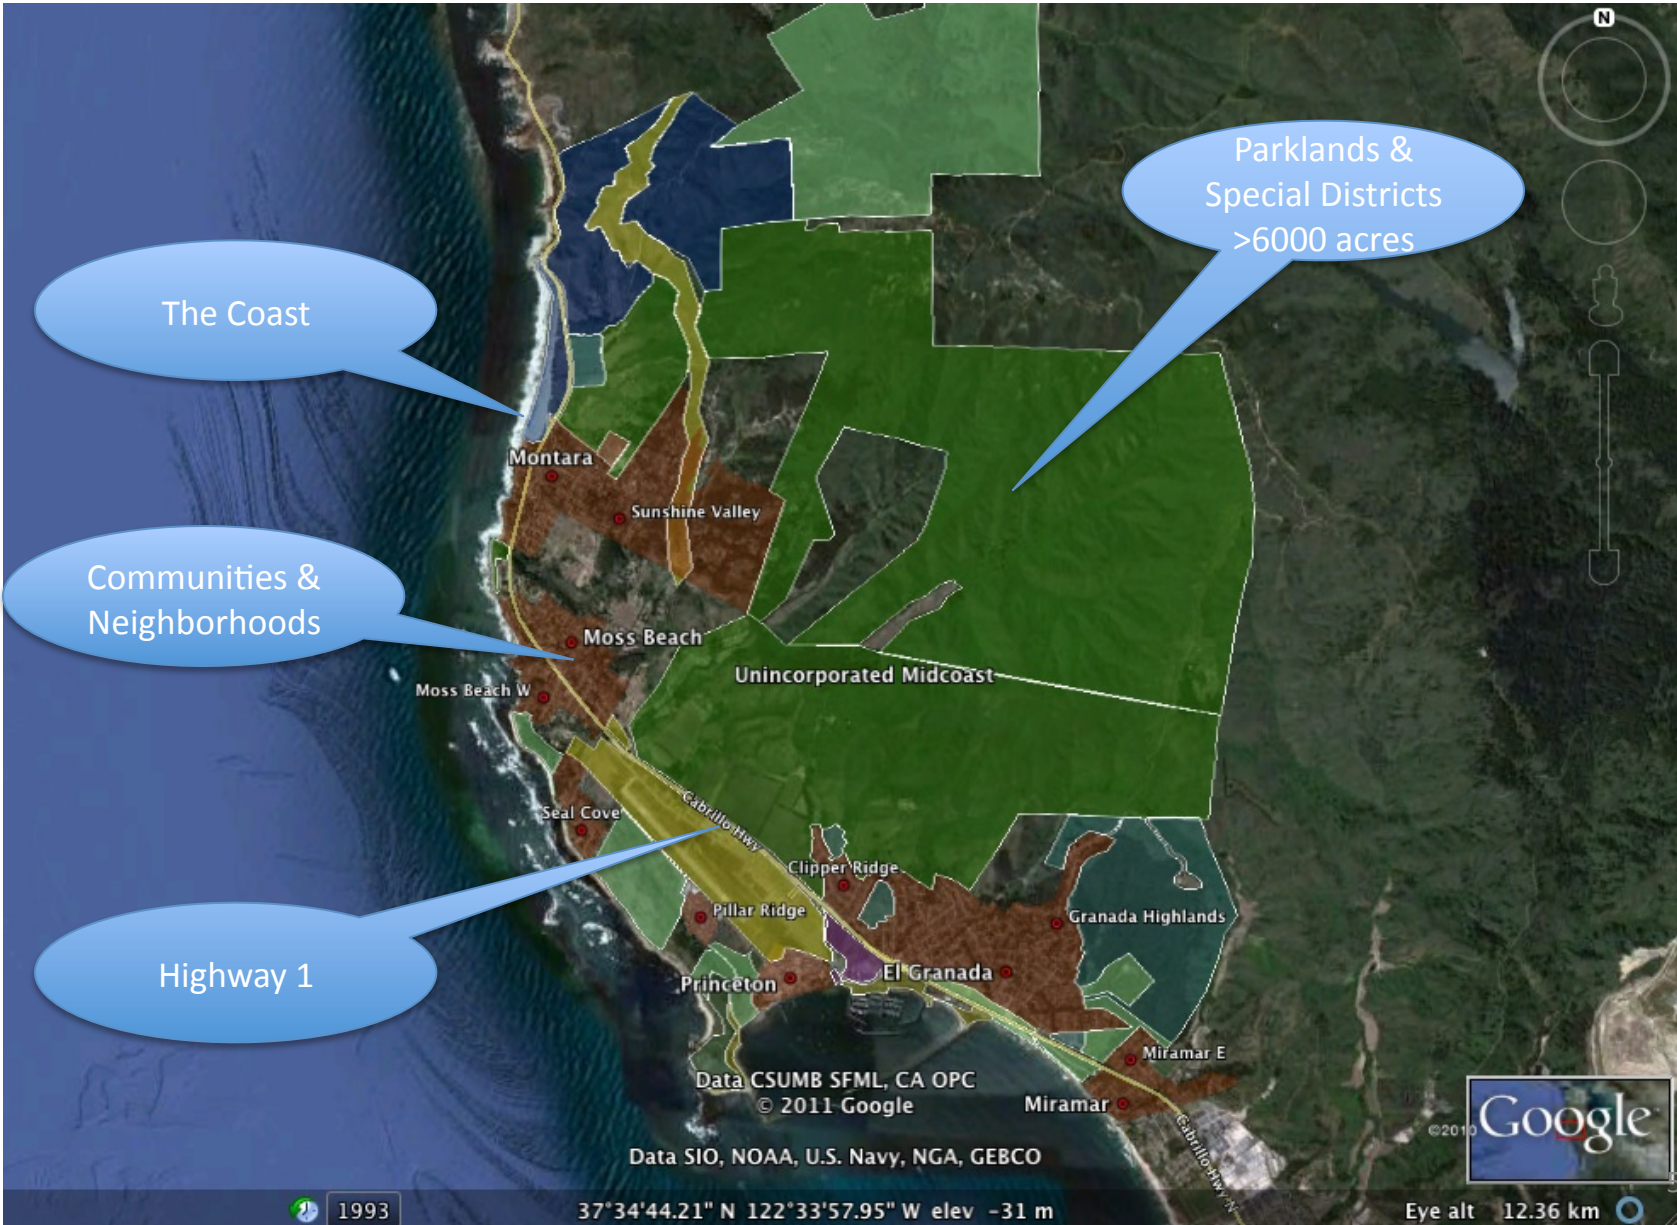 N
Parklands &
Special Districts
>6000 acres
The Coast
Montara
Sunshine Valley
Communities &
Neighborhoods
Moss Beach
Unincorporated Midcoast
Moss Beach W
Cabrillo Hwy
Seal Cove
Clipper Ridge
Pillar Ridge
Granada Highlands
Highway 1
El Granada
Princeton
Miramar E
Data CSUMB SFML, CA OPC
© 2011 Google
Miramar
Cabrillo Hwy N
©2010 Google
Data SIO, NOAA, U.S. Navy, NGA, GEBCO
1993
37°34'44.21" N 122°33'57.95" W elev -31 m
Eye alt 12.36 km